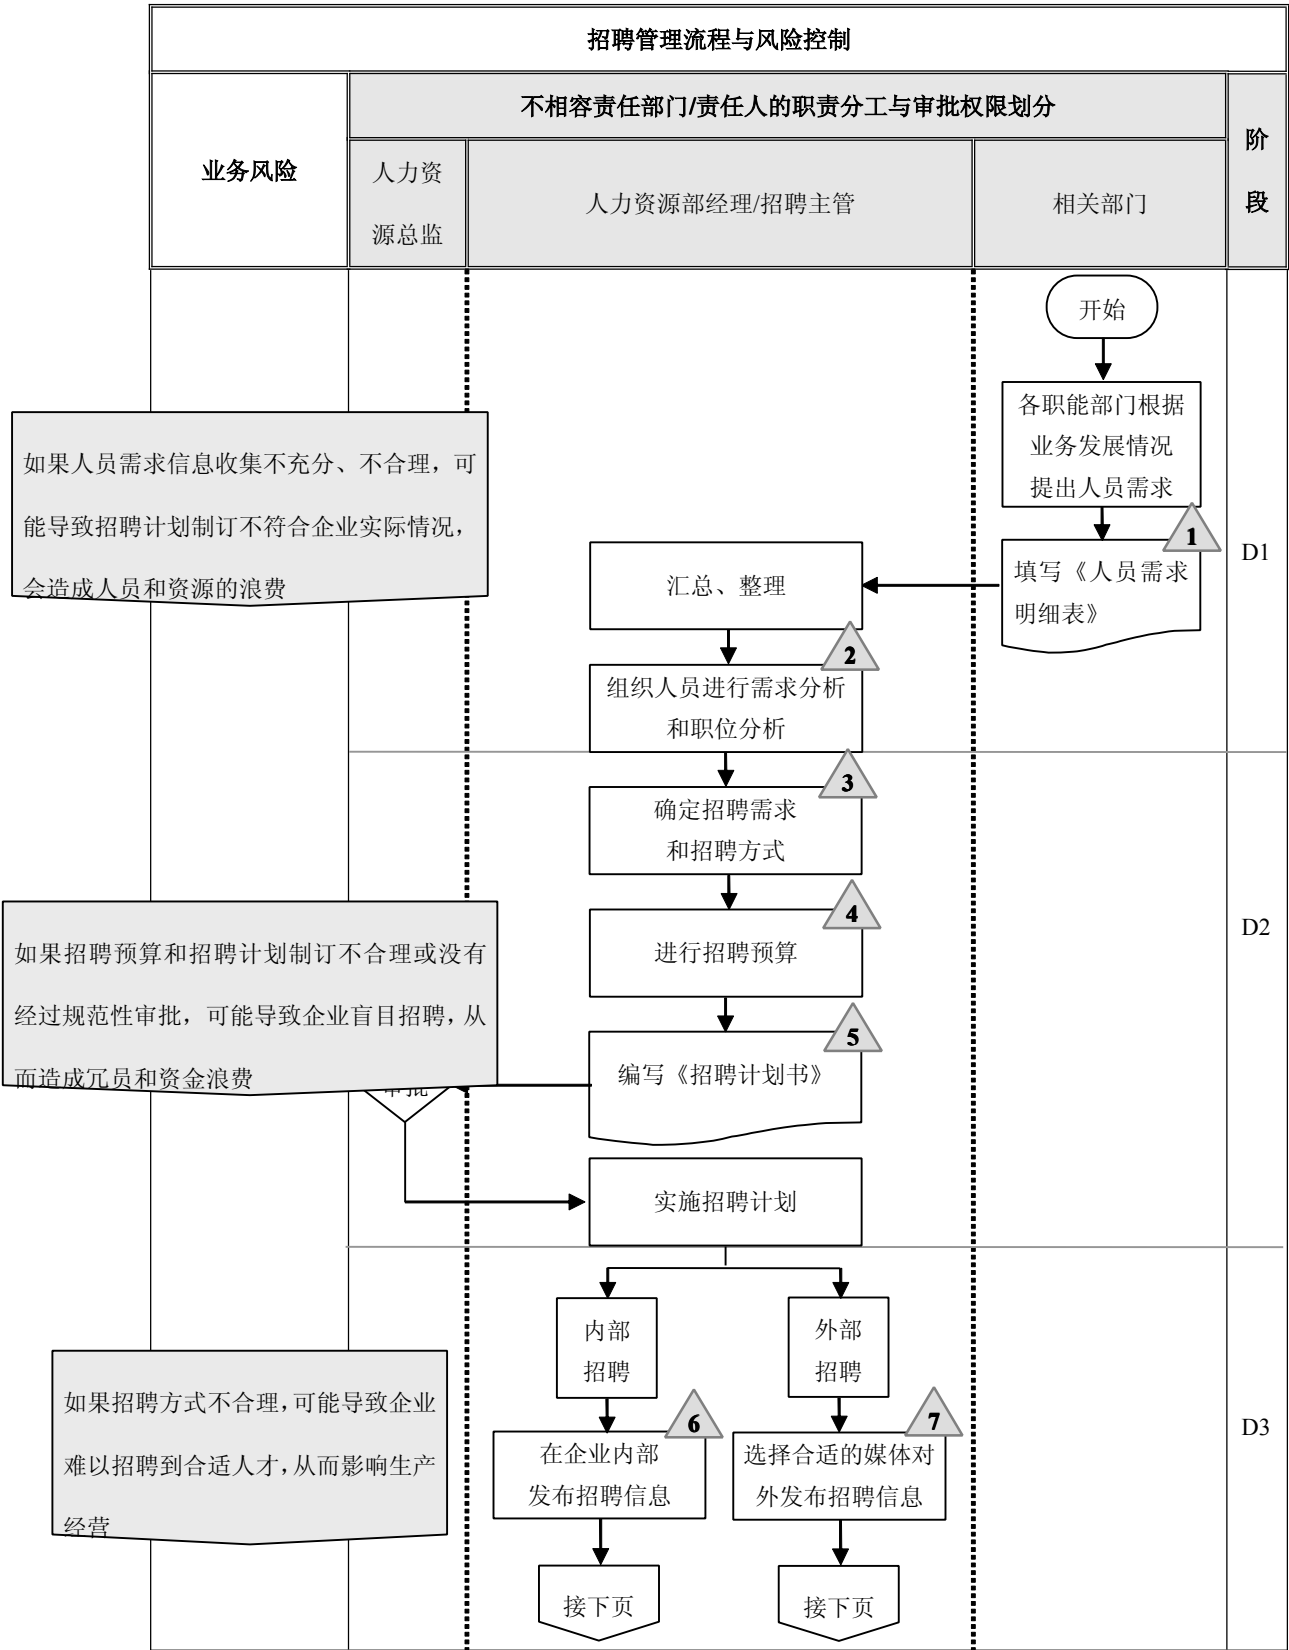 招聘管理流程与风险控制
业务风险
不相容责任部门/责任人的职责分工与审批权限划分
阶
段
人力资
源总监
人力资源部经理/招聘主管
相关部门
开始
各职能部门根据
业务发展情况
提出人员需求
1
填写《人员需求
明细表》
D1
如果人员需求信息收集不充分、不合理，可
能导致招聘计划制订不符合企业实际情况，
会造成人员和资源的浪费
汇总、整理
2
组织人员进行需求分析
和职位分析
3
确定招聘需求
和招聘方式
4
进行招聘预算
D2
如果招聘预算和招聘计划制订不合理或没有
经过规范性审批，可能导致企业盲目招聘，从
而造成冗员和资金浪费
5
编写《招聘计划书》
审批
实施招聘计划
内部
招聘
外部
招聘
如果招聘方式不合理，可能导致企业
难以招聘到合适人才，从而影响生产
经营
6
在企业内部
发布招聘信息
7
选择合适的媒体对
外发布招聘信息
D3
接下页
接下页